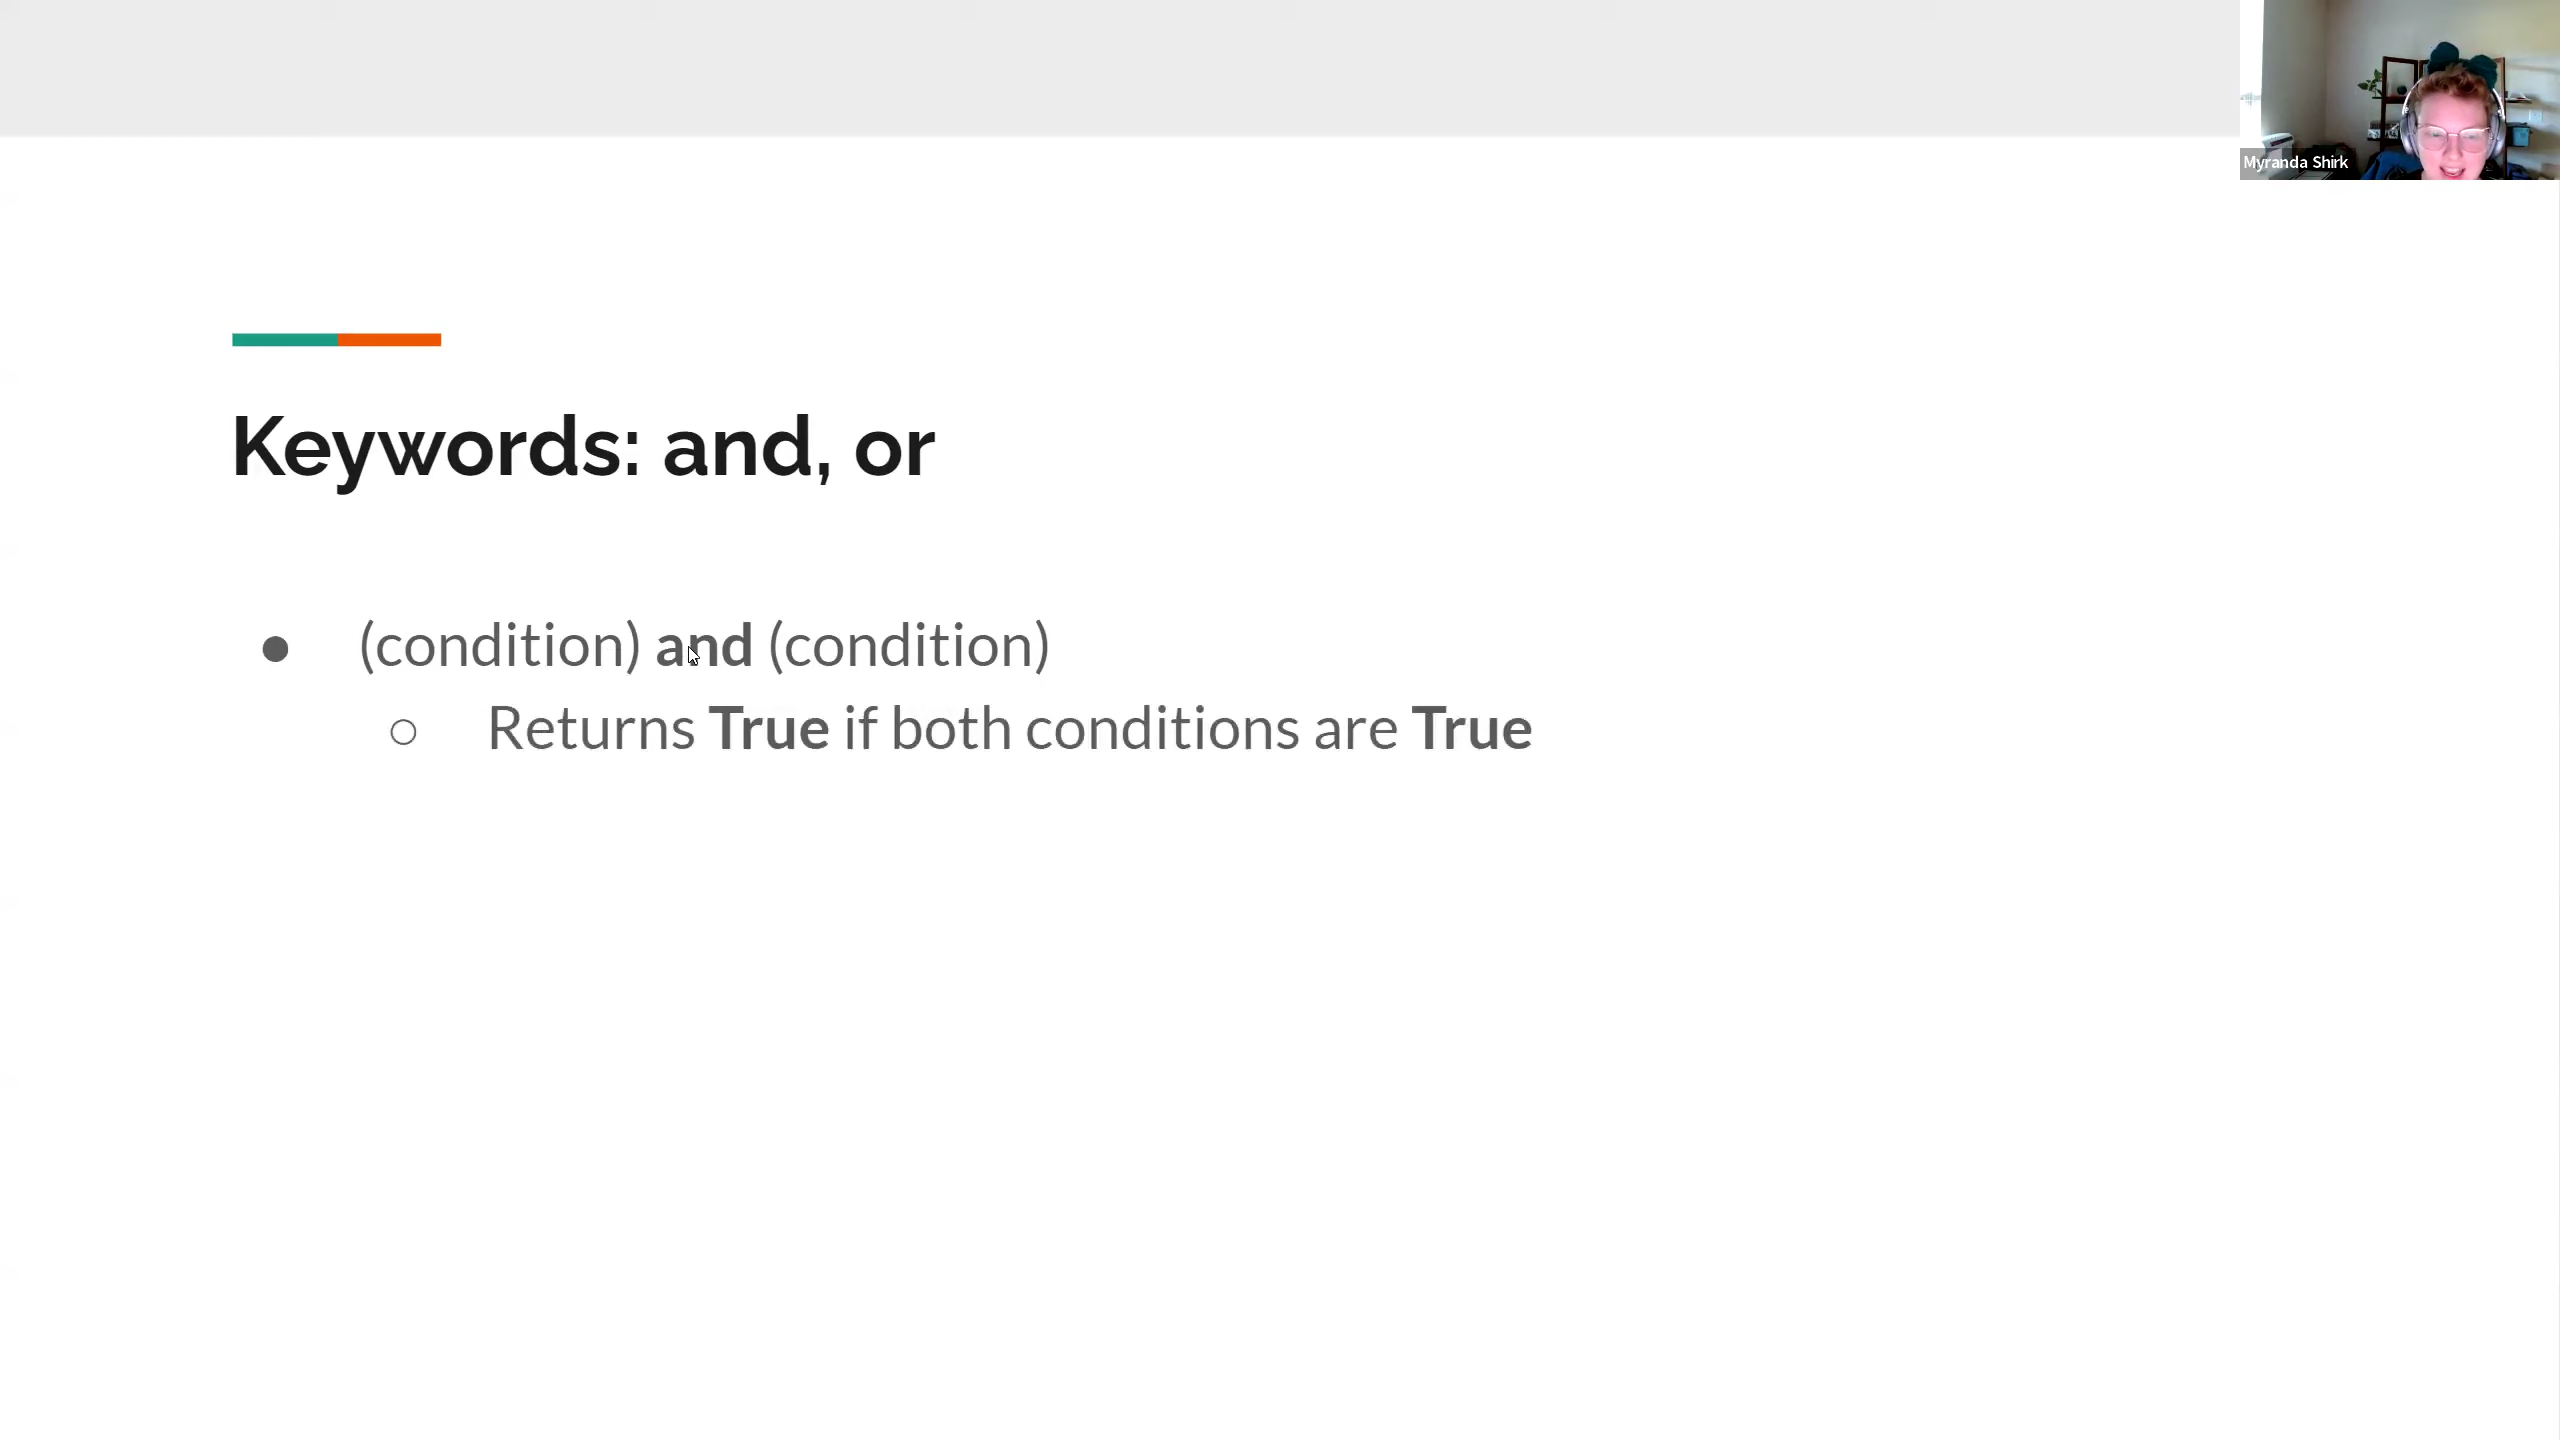 Myranda Shirk
Keywords: and, or
● (condition) and (condition)
○ Returns True if both conditions are True